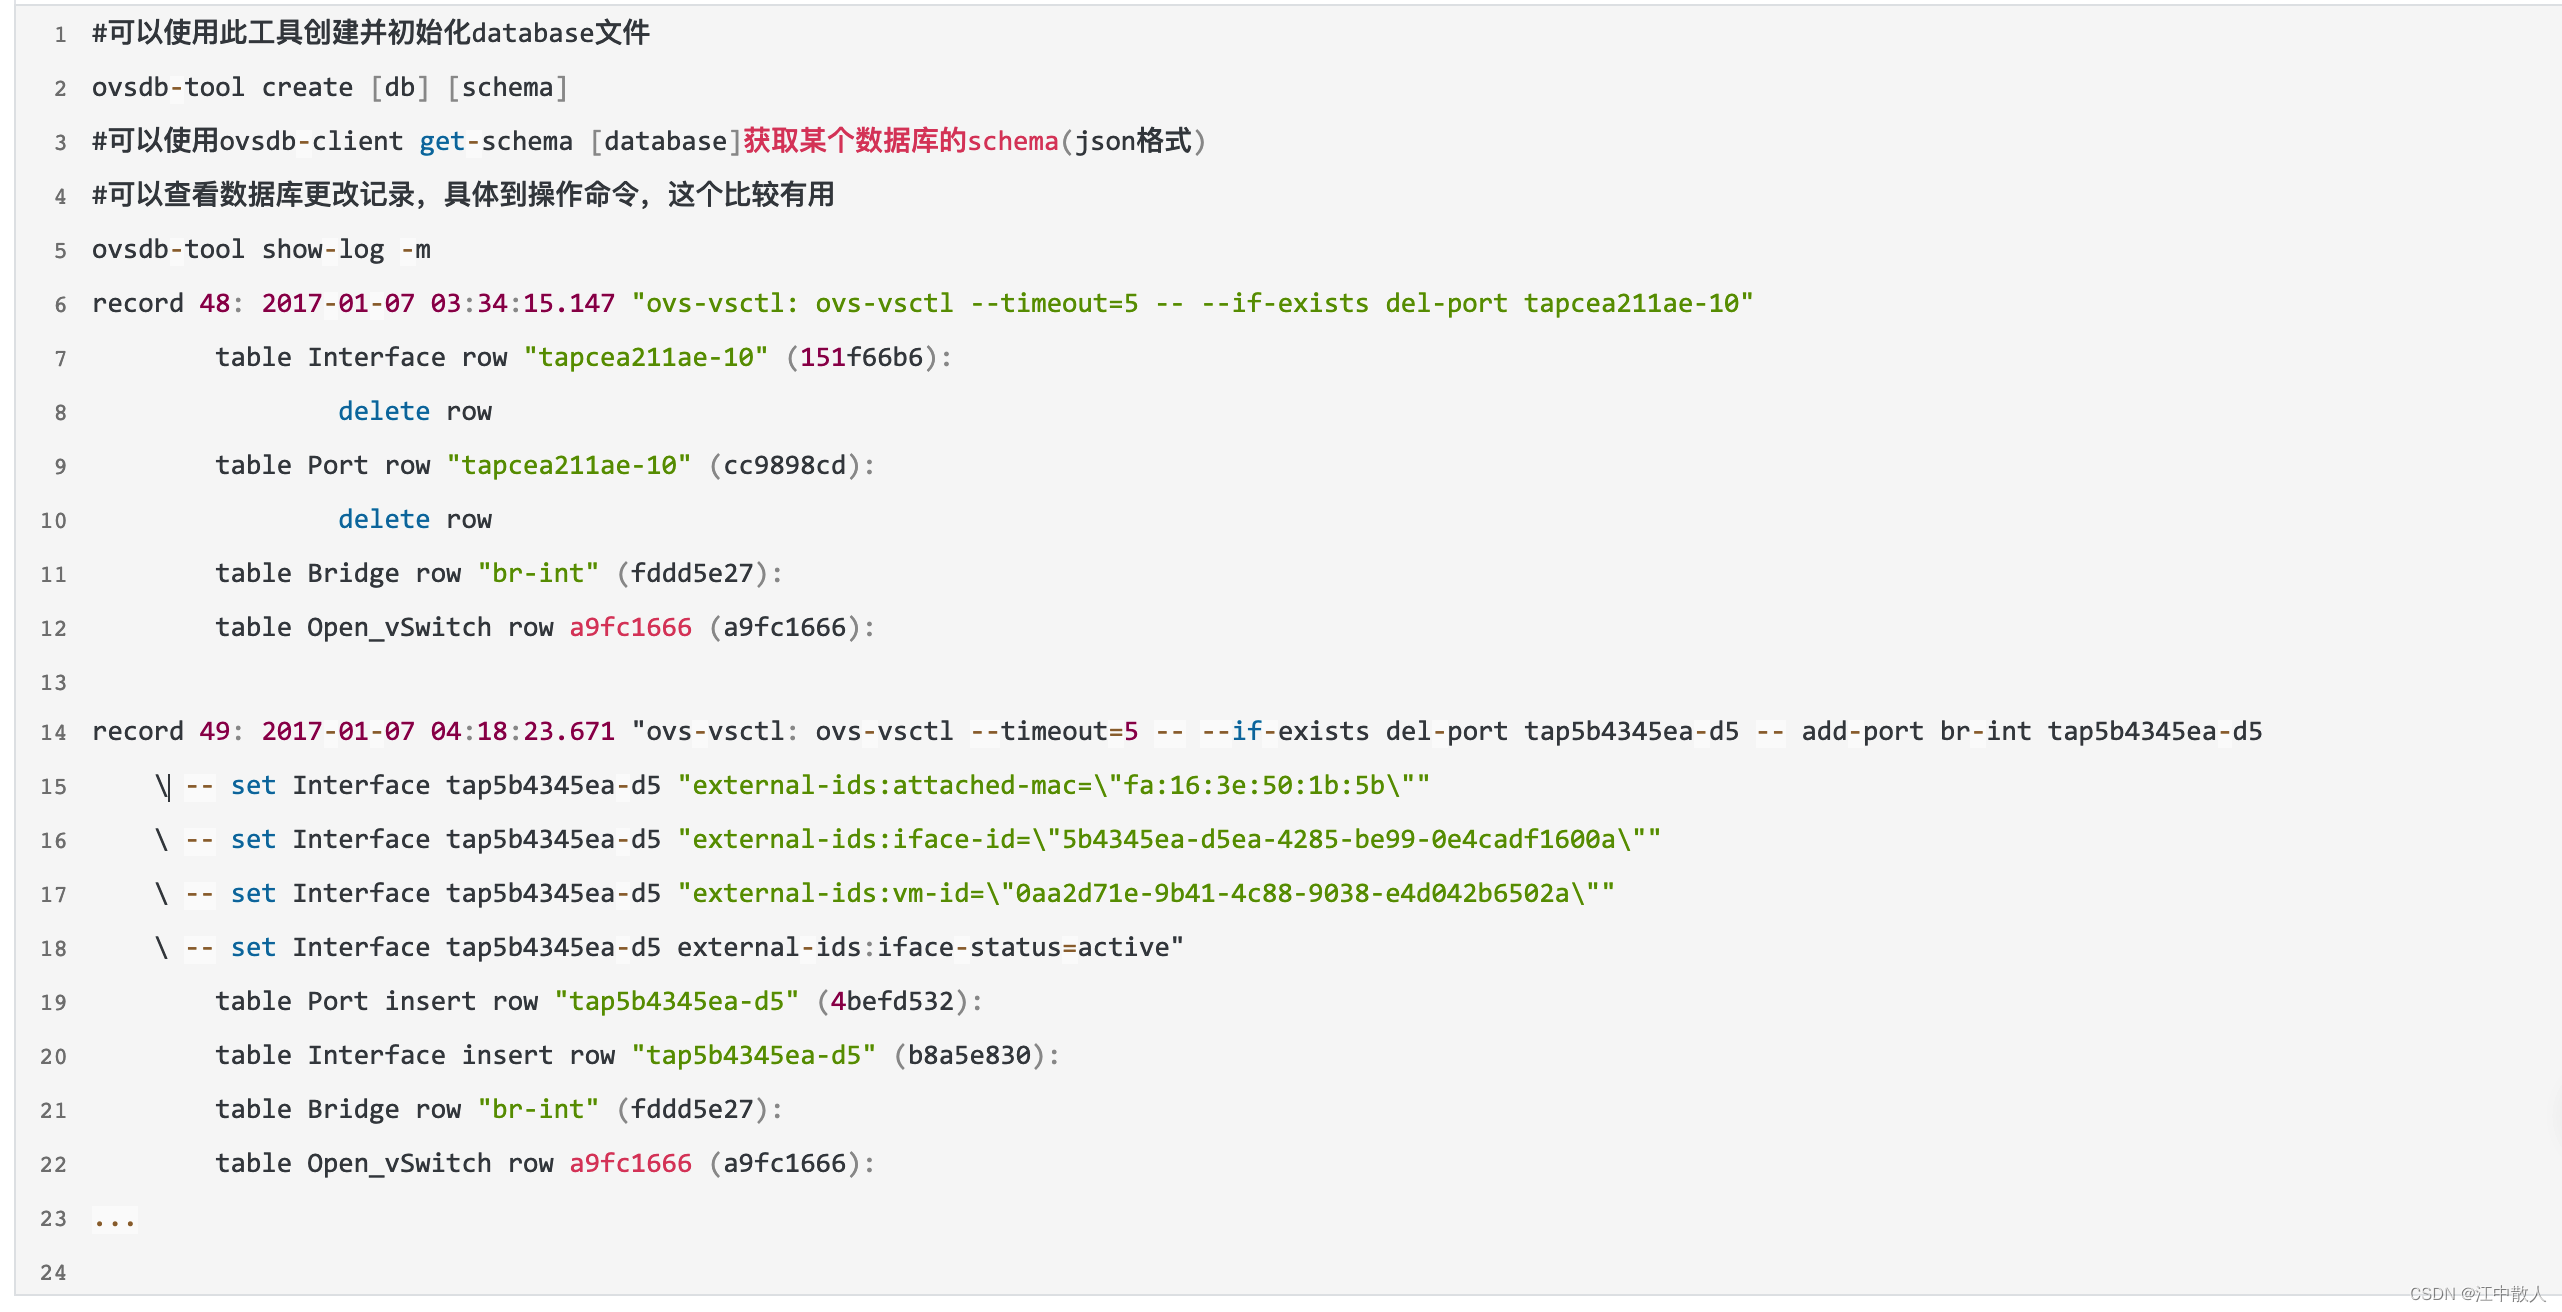 1 #可以使用此工具创建并初始化database文件
2 ovsdb-tool create [db] [schema]
3 #可以使用ovsdb-client get-schema [database]获取某个数据库的schema(json格式)
4 #可以查看数据库更改记录，具体到操作命令，这个比较有用
5 ovsdb-tool show-log -m
6 record 48: 2017-01-07 03:34:15.147 "ovs-vsctl: ovs-vsctl --timeout=5 -- --if-exists del-port tapcea211ae-10"
7         table Interface row "tapcea211ae-10" (151f66b6):
8                 delete row
9         table Port row "tapcea211ae-10" (cc9898cd):
10                 delete row
11         table Bridge row "br-int" (fddd5e27):
12         table Open_vSwitch row a9fc1666 (a9fc1666):
13
14 record 49: 2017-01-07 04:18:23.671 "ovs-vsctl: ovs-vsctl --timeout=5 -- --if-exists del-port tap5b4345ea-d5 -- add-port br-int tap5b4345ea-d5
15     \ -- set Interface tap5b4345ea-d5 "external-ids:attached-mac=\"fa:16:3e:50:1b:5b\""
16     \ -- set Interface tap5b4345ea-d5 "external-ids:iface-id=\"5b4345ea-d5ea-4285-be99-0e4cadf1600a\""
17     \ -- set Interface tap5b4345ea-d5 "external-ids:vm-id=\"0aa2d71e-9b41-4c88-9038-e4d042b6502a\""
18     \ -- set Interface tap5b4345ea-d5 external-ids:iface-status=active"
19         table Port insert row "tap5b4345ea-d5" (4befd532):
20         table Interface insert row "tap5b4345ea-d5" (b8a5e830):
21         table Bridge row "br-int" (fddd5e27):
22         table Open_vSwitch row a9fc1666 (a9fc1666):
23 ...
24
CSDN @江中散人